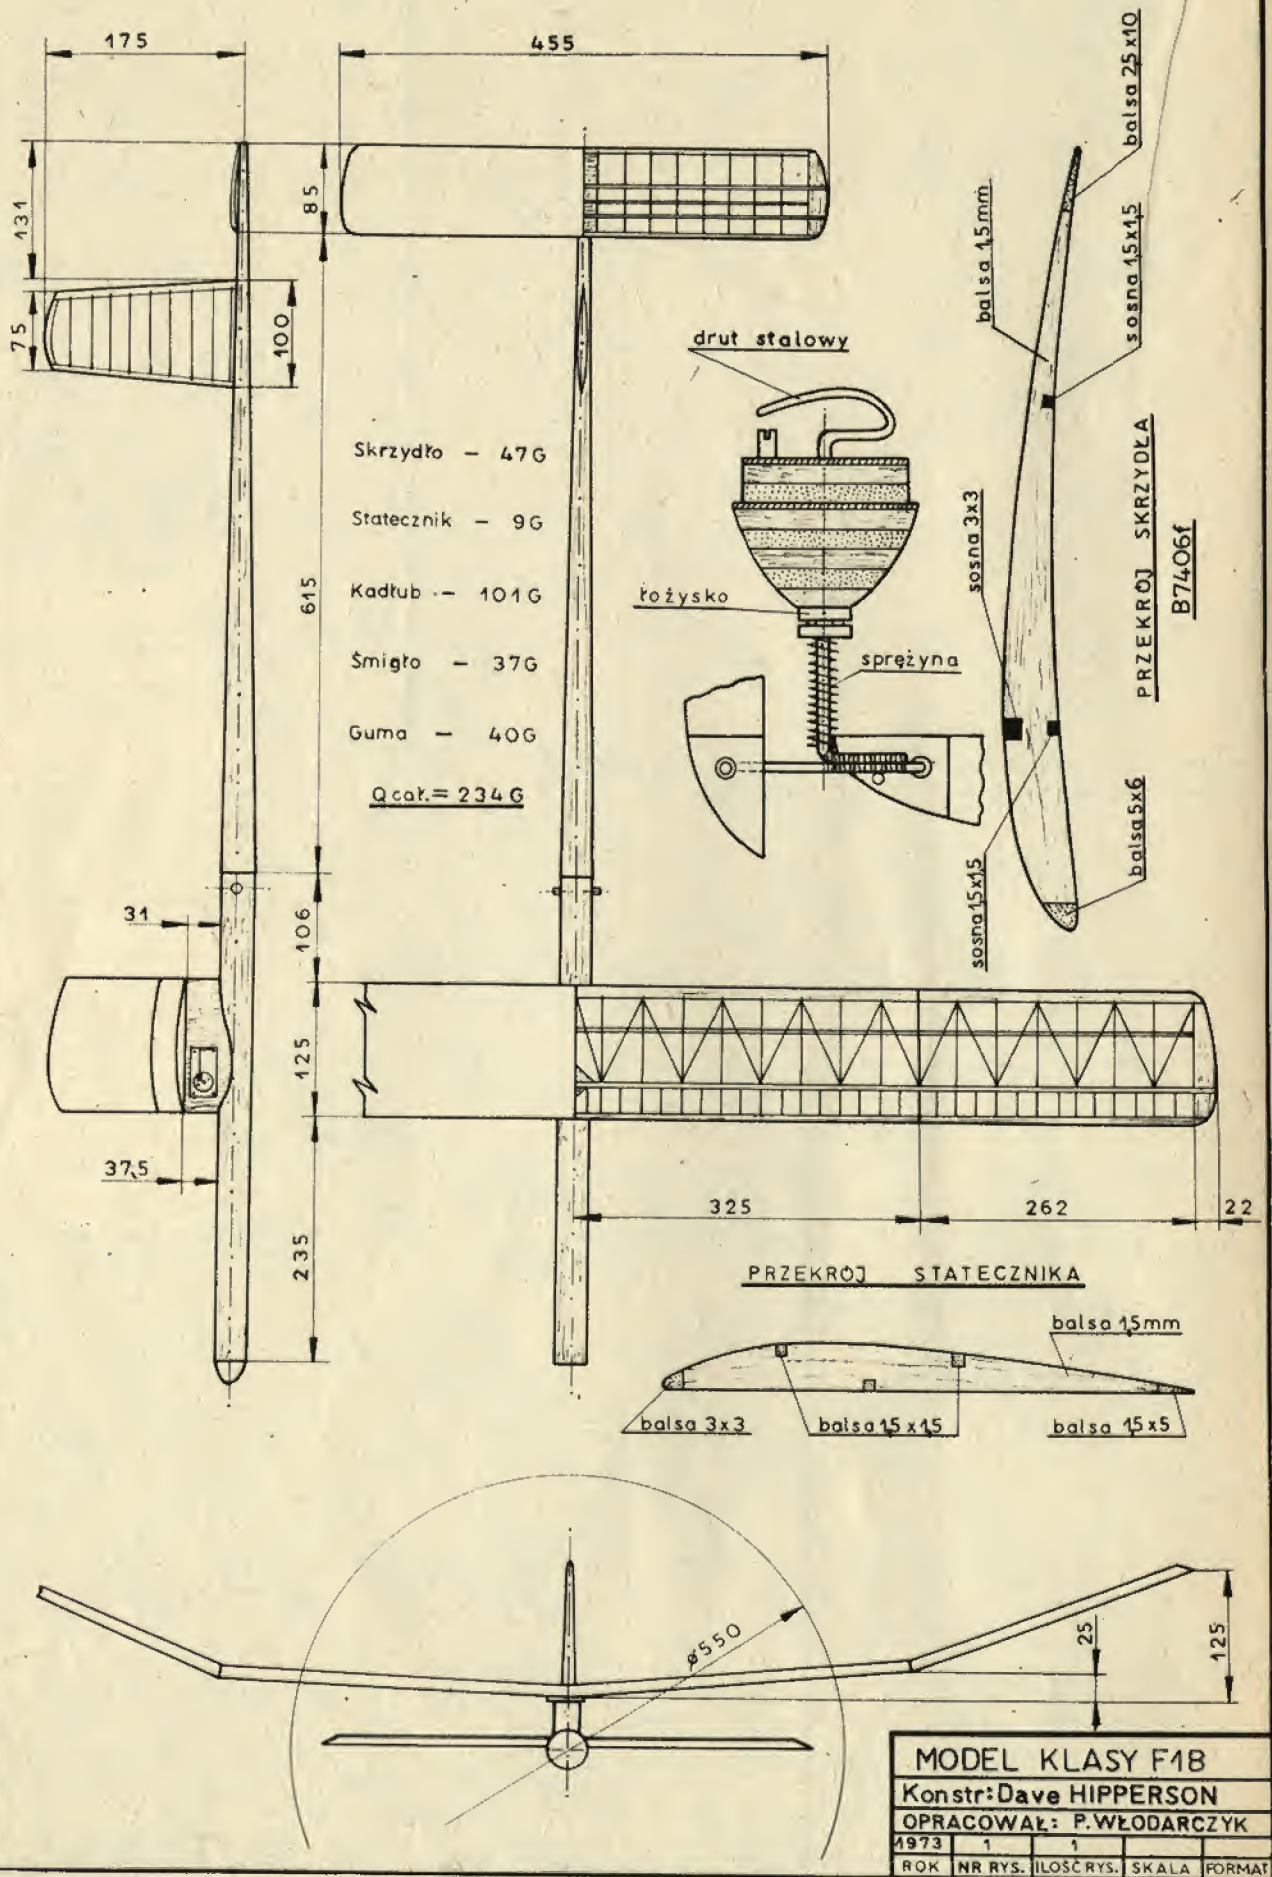 175
455
131
85
75
100
balsa 2,5x10
balsa 1,5mm
sosna 1,5x1,5
drut stalowy
Skrzydło - 47G
Statecznik - 9G
Kadłub - 101G
Śmigło - 37G
Guma - 40G
Qcał.= 234G
615
łożysko
sprężyna
sosna 3x3
PRZEKRÓJ SKRZYDŁA
B7406f
balsa 5x6
sosna 1,5x1,5
31
106
125
37,5
235
325
262
22
PRZEKRÓJ STATECZNIKA
balsa 1,5mm
balsa 3x3
balsa 1,5x1,5
balsa 1,5x5
ø550
25
125
MODEL KLASY F1B
Konstr:Dave HIPPERSON
OPRACOWAŁ: P.WŁODARCZYK
1973 1 1
ROK NR RYS. ILOŚĆ RYS. SKALA FORMAT